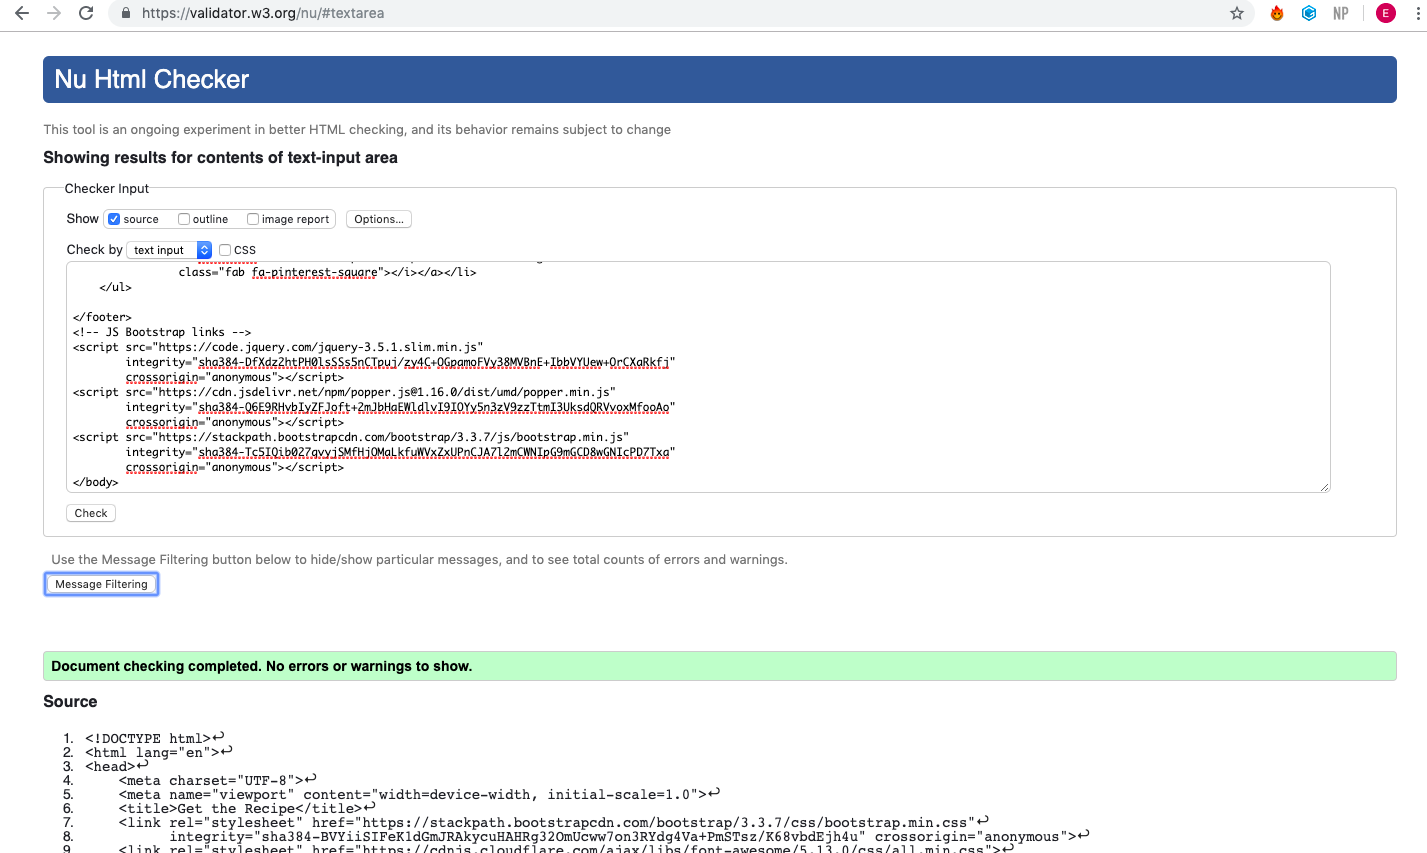 https://validator.w3.org/nu/#textarea
NP
E
Nu Html Checker
This tool is an ongoing experiment in better HTML checking, and its behavior remains subject to change
Showing results for contents of text-input area
Checker Input
Show source outline image report Options...
Check by text input CSS
class="fab fa-pinterest-square"></i></a></li>
</ul>
</footer>
<!-- JS Bootstrap links -->
<script src="https://code.jquery.com/jquery-3.5.1.slim.min.js"
integrity="sha384-DfXdz2htPH0lsSSs5nCTpuj/zy4C+OGpamoFVy38MVBnE+IbbVYUew+OrCXaRkfj"
crossorigin="anonymous"></script>
<script src="https://cdn.jsdelivr.net/npm/popper.js@1.16.0/dist/umd/popper.min.js"
integrity="sha384-Q6E9RHvbIyZFJoft+2mJbHaEWldlvI9IOYy5n3zV9zzTtmI3UksdQRVvoxMfooAo"
crossorigin="anonymous"></script>
<script src="https://stackpath.bootstrapcdn.com/bootstrap/3.3.7/js/bootstrap.min.js"
integrity="sha384-Tc5IQib027qvyjSMfHjOMaLkfuWVxZxUPnCJA7l2mCWNIpG9mGCD8wGNIcPD7Txa"
crossorigin="anonymous"></script>
</body>
Check
Use the Message Filtering button below to hide/show particular messages, and to see total counts of errors and warnings.
Message Filtering
Document checking completed. No errors or warnings to show.
Source
1. <!DOCTYPE html>↩
2. <html lang="en">↩
3. <head>↩
4. <meta charset="UTF-8">↩
5. <meta name="viewport" content="width=device-width, initial-scale=1.0">↩
6. <title>Get the Recipe</title>↩
7. <link rel="stylesheet" href="https://stackpath.bootstrapcdn.com/bootstrap/3.3.7/css/bootstrap.min.css"↩
8. integrity="sha384-BVYiiSIFeK1dGmJRAkycuHAHRg32OmUcww7on3RYdg4Va+PmSTsz/K68vbdEjh4u" crossorigin="anonymous">↩
9. <link rel="stylesheet" href="https://cdnjs.cloudflare.com/ajax/libs/font-awesome/5.13.0/css/all.min.css">↩